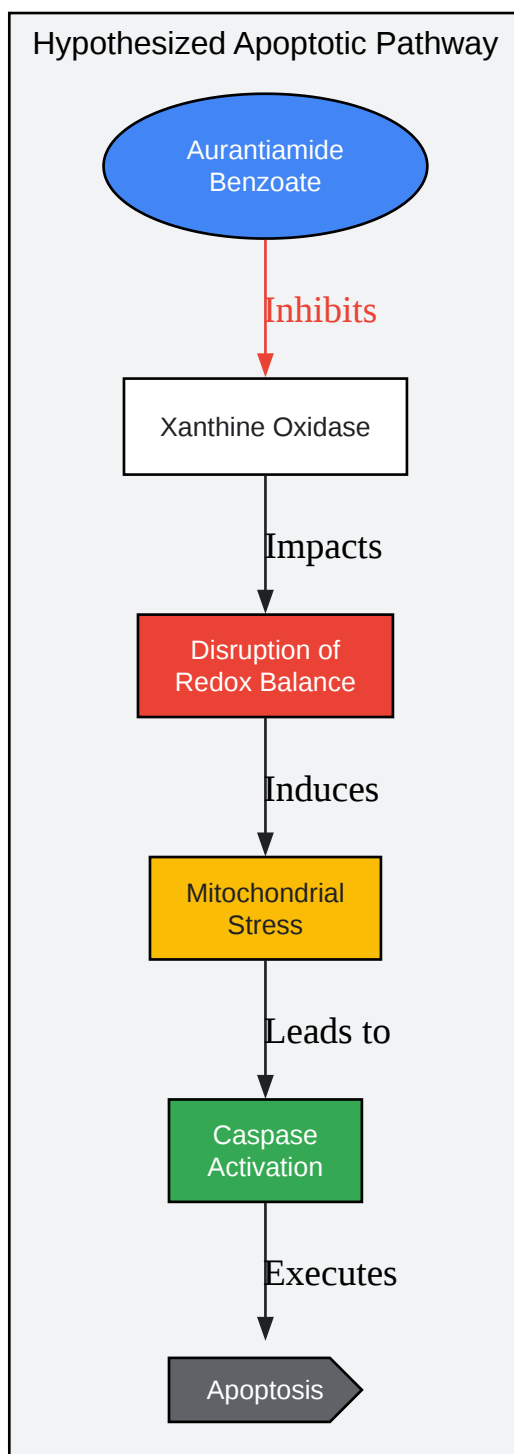 Hypothesized Apoptotic Pathway
Aurantiamide
Benzoate
Inhibits
Xanthine Oxidase
Impacts
Disruption of
Redox Balance
Induces
Mitochondrial
Stress
Leads to
Caspase
Activation
Executes
Apoptosis